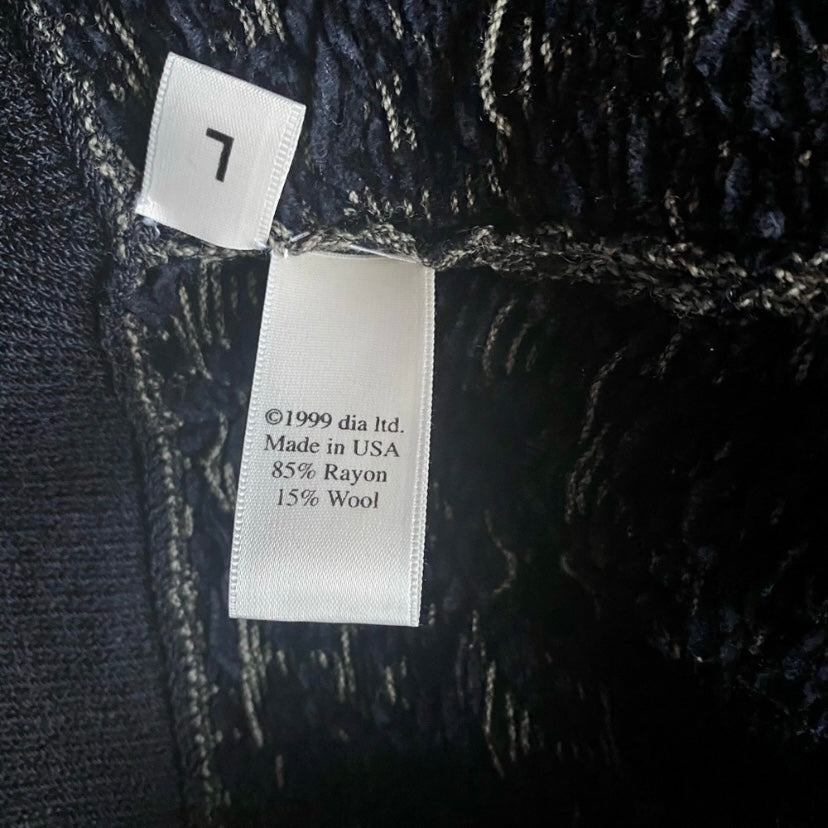 L
©1999 dia ltd.
Made in USA
85% Rayon
15% Wool